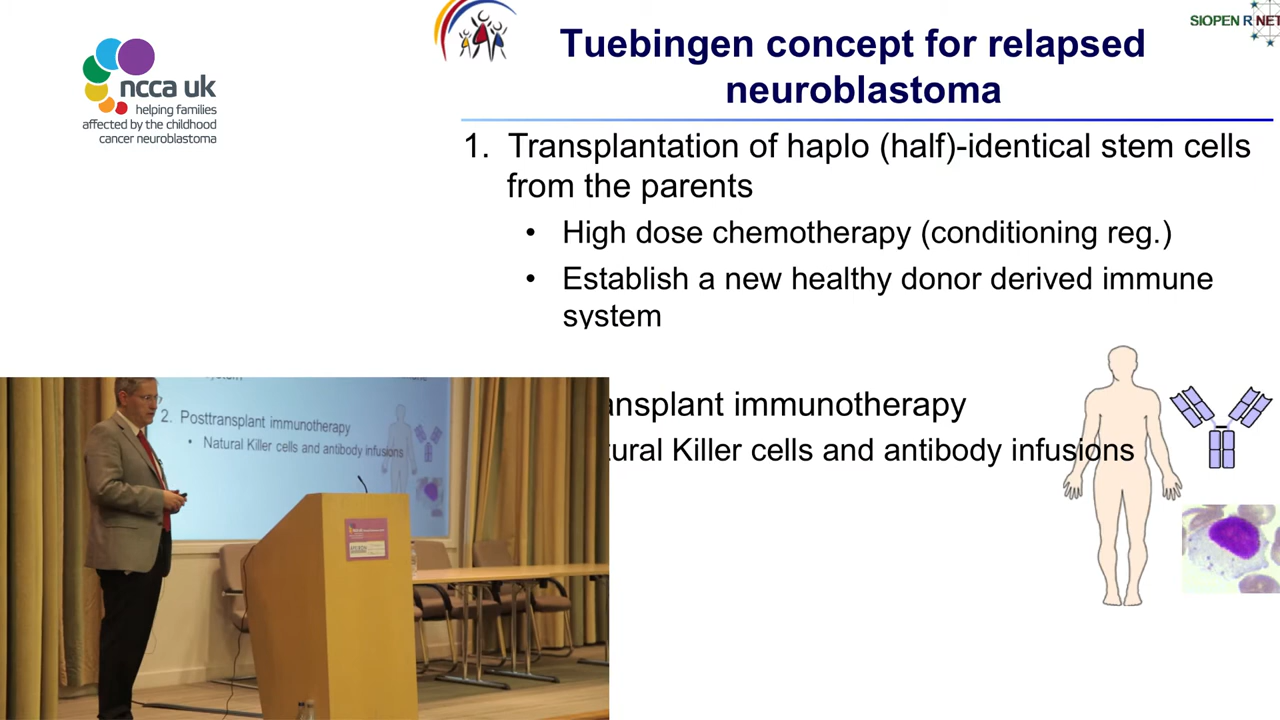 ncca uk
helping families
affected by the childhood
cancer neuroblastoma
SIOPEN R NET
Tuebingen concept for relapsed
neuroblastoma
1. Transplantation of haplo (half)-identical stem cells
from the parents
• High dose chemotherapy (conditioning reg.)
• Establish a new healthy donor derived immune
system
ansplant immunotherapy
tural Killer cells and antibody infusions
2. Posttransplant immunotherapy
• Natural Killer cells and antibody infusions